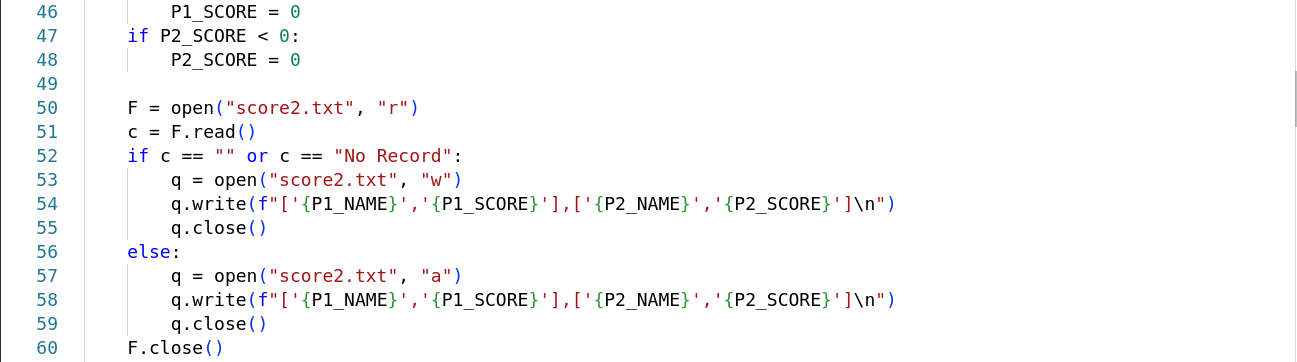 46 P1_SCORE = 0
47 if P2_SCORE < 0:
48 P2_SCORE = 0
49
50 F = open("score2.txt", "r")
51 c = F.read()
52 if c == "" or c == "No Record":
53 q = open("score2.txt", "w")
54 q.write(f"['{P1_NAME}','{P1_SCORE}'],['{P2_NAME}','{P2_SCORE}']\n")
55 q.close()
56 else:
57 q = open("score2.txt", "a")
58 q.write(f"['{P1_NAME}','{P1_SCORE}'],['{P2_NAME}','{P2_SCORE}']\n")
59 q.close()
60 F.close()